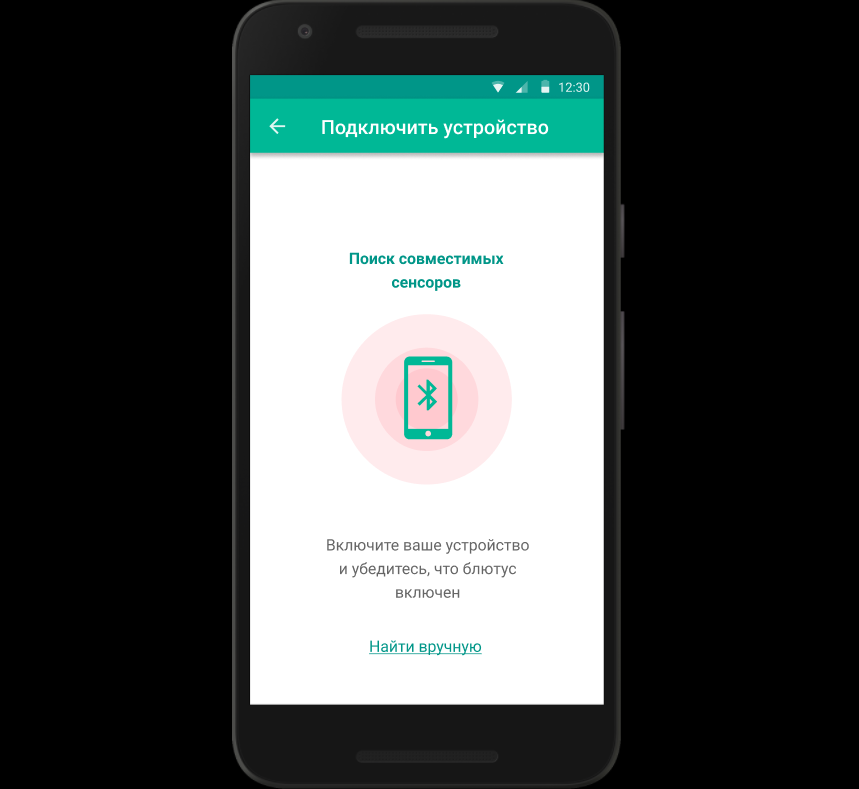 12:30
Подключить устройство
Поиск совместимых
сенсоров
Включите ваше устройство
и убедитесь, что блютус
включен
Найти вручную